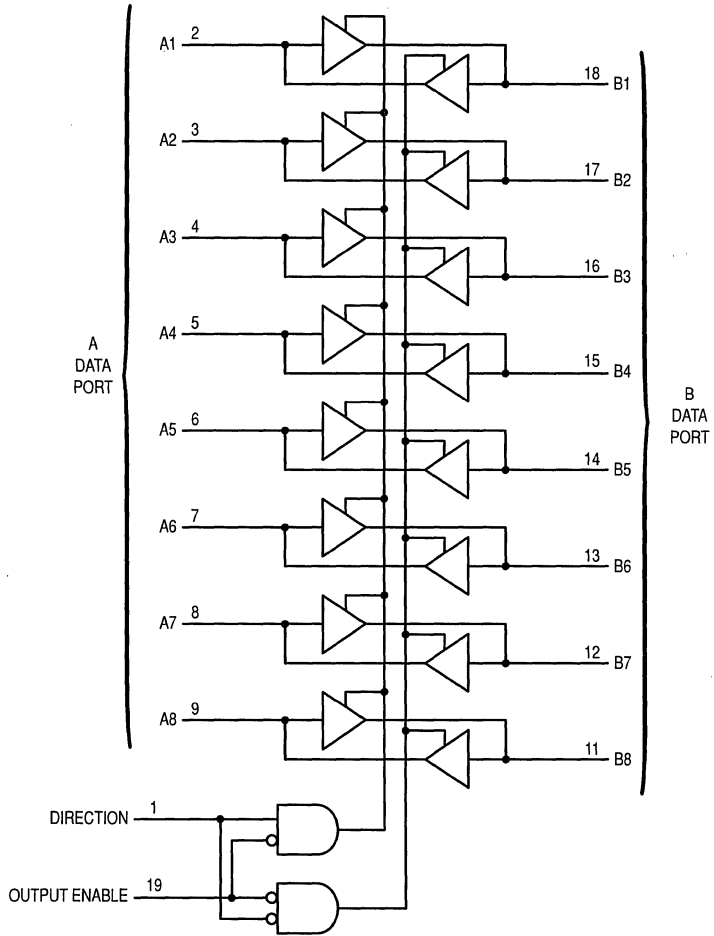 A1 2
18 B1
A2 3
17 B2
A3 4
16 B3
A4 5
15 B4
A
DATA
PORT
B
DATA
PORT
A5 6
14 B5
A6 7
13 B6
A7 8
12 B7
A8 9
11 B8
DIRECTION 1
OUTPUT ENABLE 19